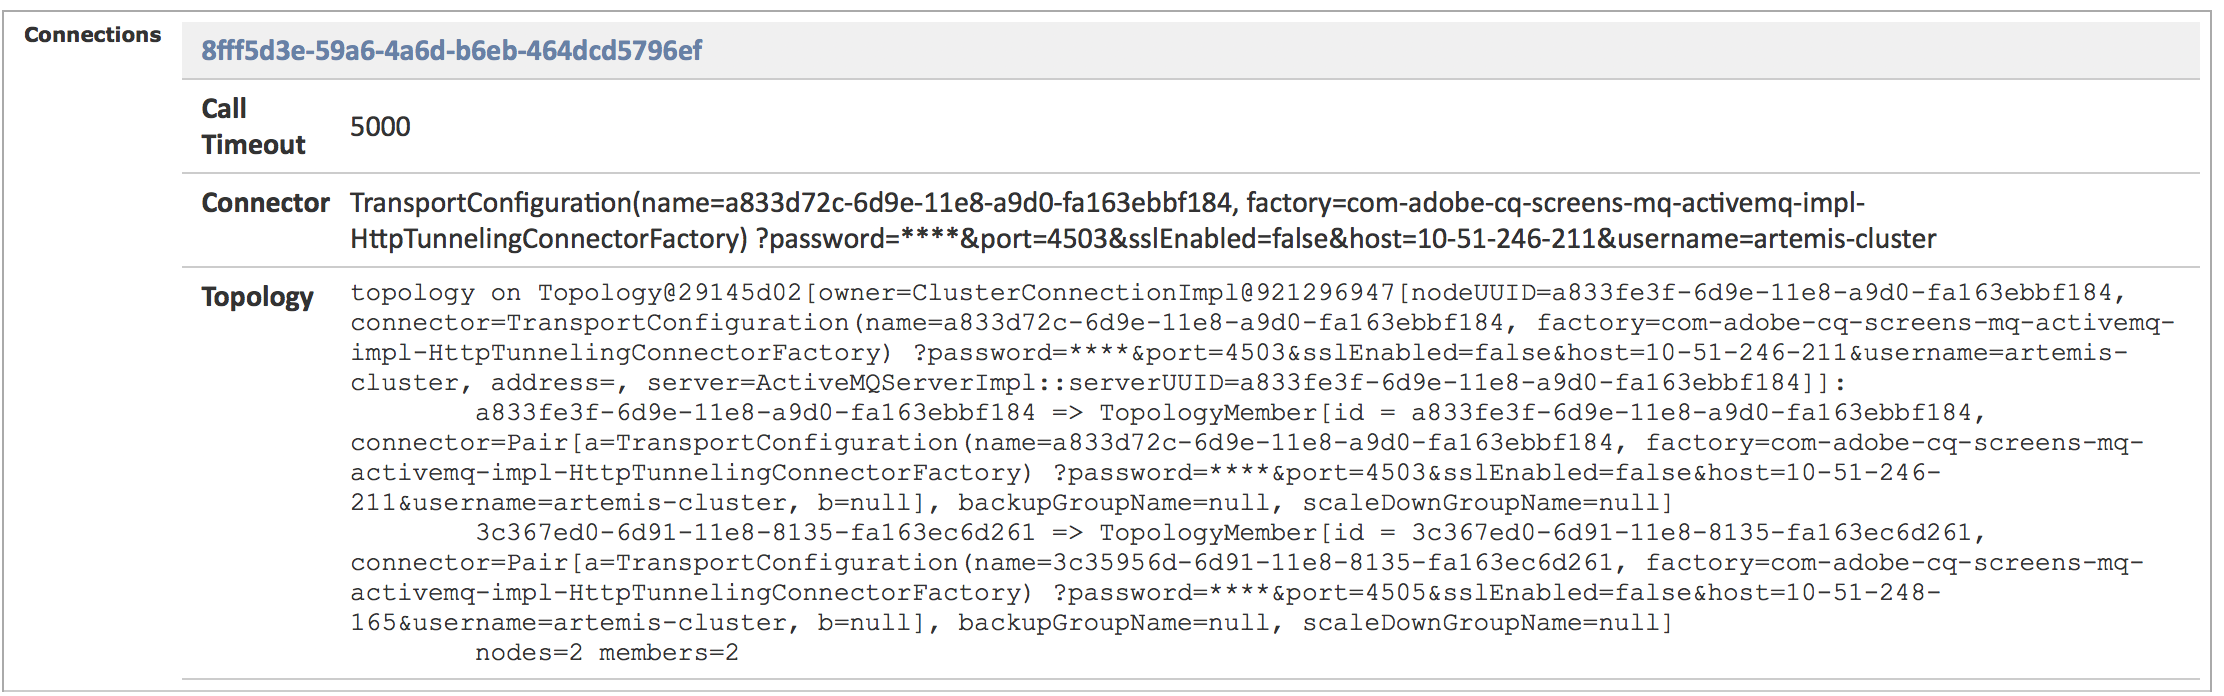 Connections
8fff5d3e-59a6-4a6d-b6eb-464dcd5796ef
Call
Timeout
5000
Connector
TransportConfiguration(name=a833d72c-6d9e-11e8-a9d0-fa163ebbf184, factory=com-adobe-cq-screens-mq-activemq-impl-
HttpTunnelingConnectorFactory) ?password=****&port=4503&sslEnabled=false&host=10-51-246-211&username=artemis-cluster
Topology
topology on Topology@29145d02[owner=ClusterConnectionImpl@921296947[nodeUUID=a833fe3f-6d9e-11e8-a9d0-fa163ebbf184,
connector=TransportConfiguration(name=a833d72c-6d9e-11e8-a9d0-fa163ebbf184, factory=com-adobe-cq-screens-mq-activemq-
impl-HttpTunnelingConnectorFactory) ?password=****&port=4503&sslEnabled=false&host=10-51-246-211&username=artemis-
cluster, address=, server=ActiveMQServerImpl::serverUUID=a833fe3f-6d9e-11e8-a9d0-fa163ebbf184]]:
a833fe3f-6d9e-11e8-a9d0-fa163ebbf184 => TopologyMember[id = a833fe3f-6d9e-11e8-a9d0-fa163ebbf184,
connector=Pair[a=TransportConfiguration(name=a833d72c-6d9e-11e8-a9d0-fa163ebbf184, factory=com-adobe-cq-screens-mq-
activemq-impl-HttpTunnelingConnectorFactory) ?password=****&port=4503&sslEnabled=false&host=10-51-246-
211&username=artemis-cluster, b=null], backupGroupName=null, scaleDownGroupName=null]
3c367ed0-6d91-11e8-8135-fa163ec6d261 => TopologyMember[id = 3c367ed0-6d91-11e8-8135-fa163ec6d261,
connector=Pair[a=TransportConfiguration(name=3c35956d-6d91-11e8-8135-fa163ec6d261, factory=com-adobe-cq-screens-mq-
activemq-impl-HttpTunnelingConnectorFactory) ?password=****&port=4505&sslEnabled=false&host=10-51-248-
165&username=artemis-cluster, b=null], backupGroupName=null, scaleDownGroupName=null]
nodes=2 members=2